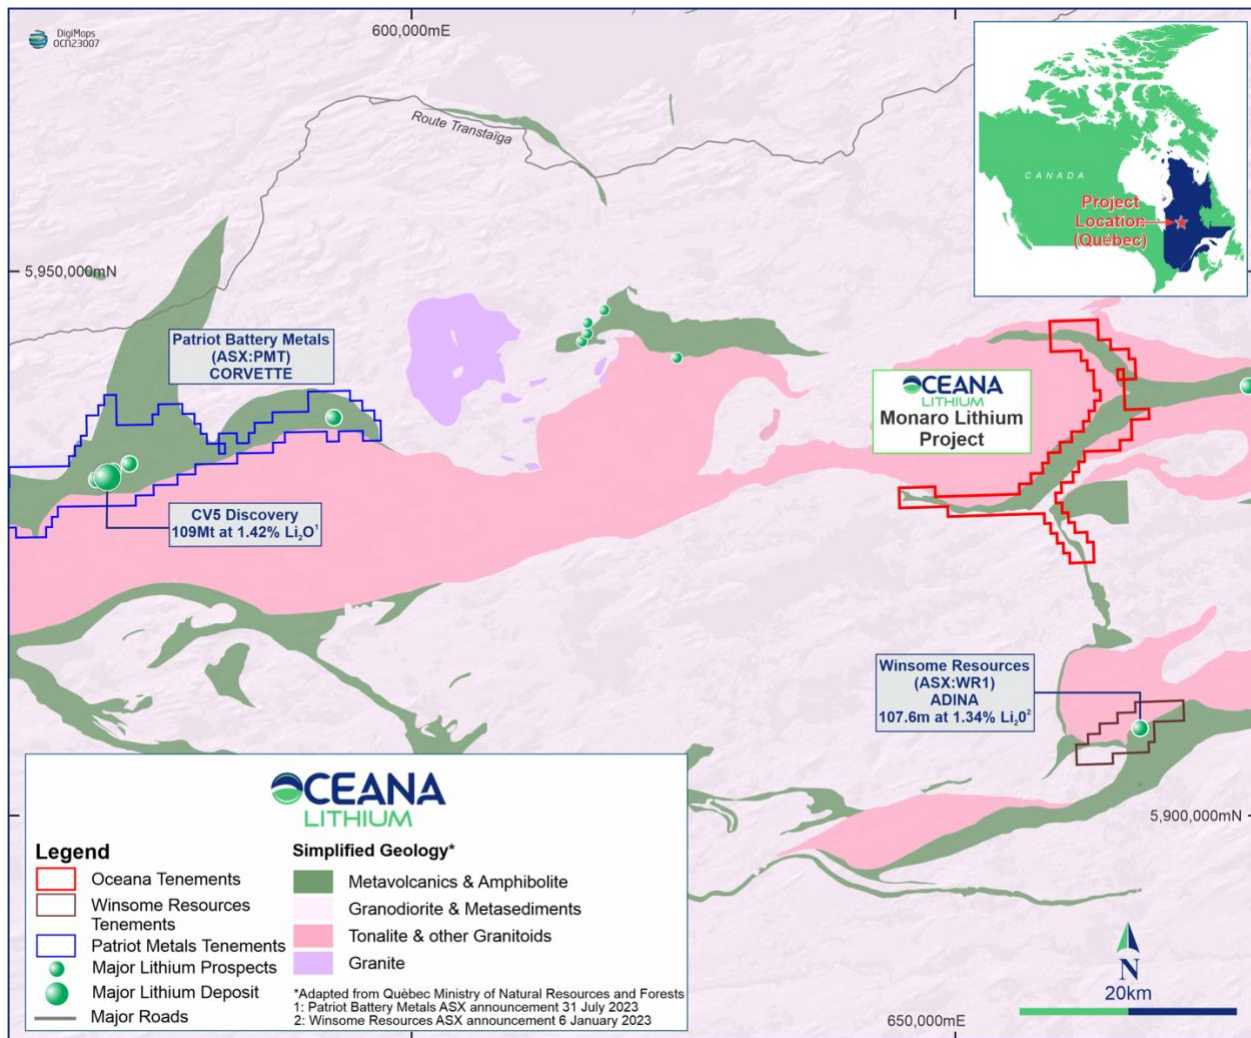 DigiMaps
OCN23007
600,000mE
Route Transtaïga
CANADA
Project
Location
(Québec)
5,950,000mN
Patriot Battery Metals
(ASX:PMT)
CORVETTE
OCEANA
LITHIUM
Monaro Lithium
Project
CV5 Discovery
109Mt at 1.42% Li₂O¹
Winsome Resources
(ASX:WR1)
ADINA
107.6m at 1.34% Li₂0²
5,900,000mN
OCEANA
LITHIUM
Legend
Oceana Tenements
Winsome Resources
Tenements
Patriot Metals Tenements
Major Lithium Prospects
Major Lithium Deposit
Major Roads
Simplified Geology*
Metavolcanics & Amphibolite
Granodiorite & Metasediments
Tonalite & other Granitoids
Granite
*Adapted from Quèbec Ministry of Natural Resources and Forests
1: Patriot Battery Metals ASX announcement 31 July 2023
2: Winsome Resources ASX announcement 6 January 2023
N
20km
650,000mE